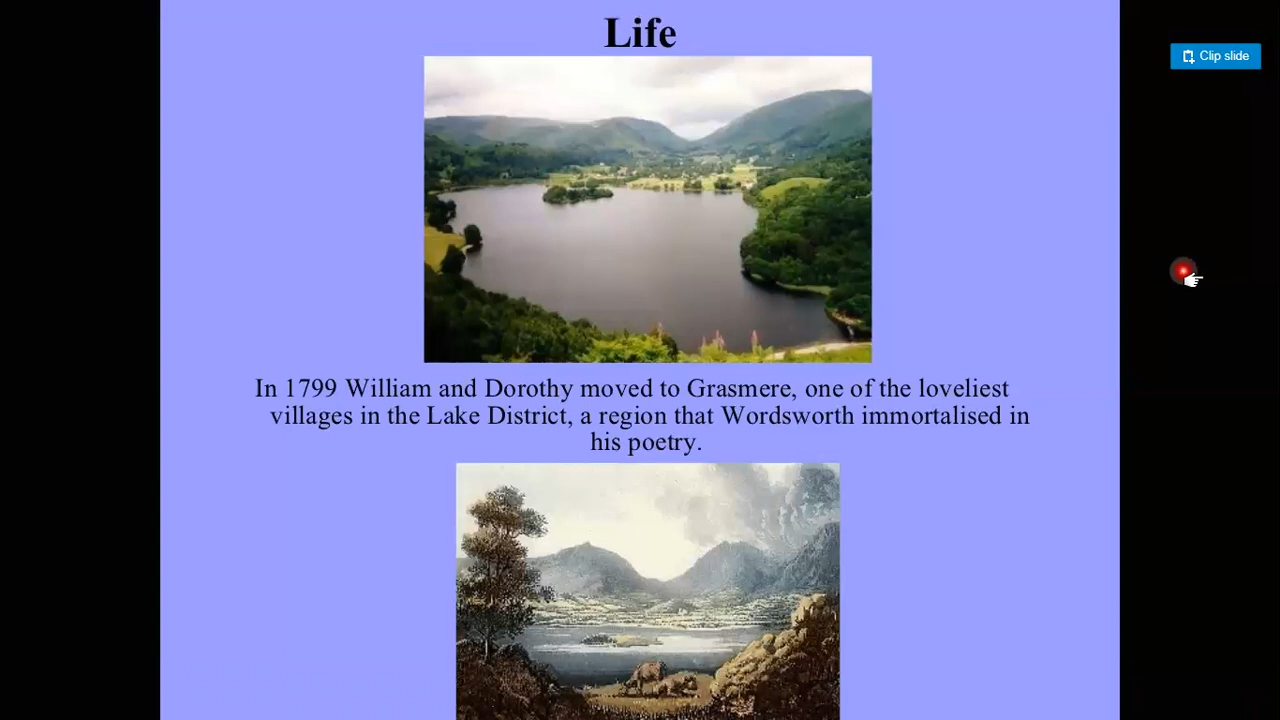 Life
Clip slide
In 1799 William and Dorothy moved to Grasmere, one of the loveliest
villages in the Lake District, a region that Wordsworth immortalised in
his poetry.